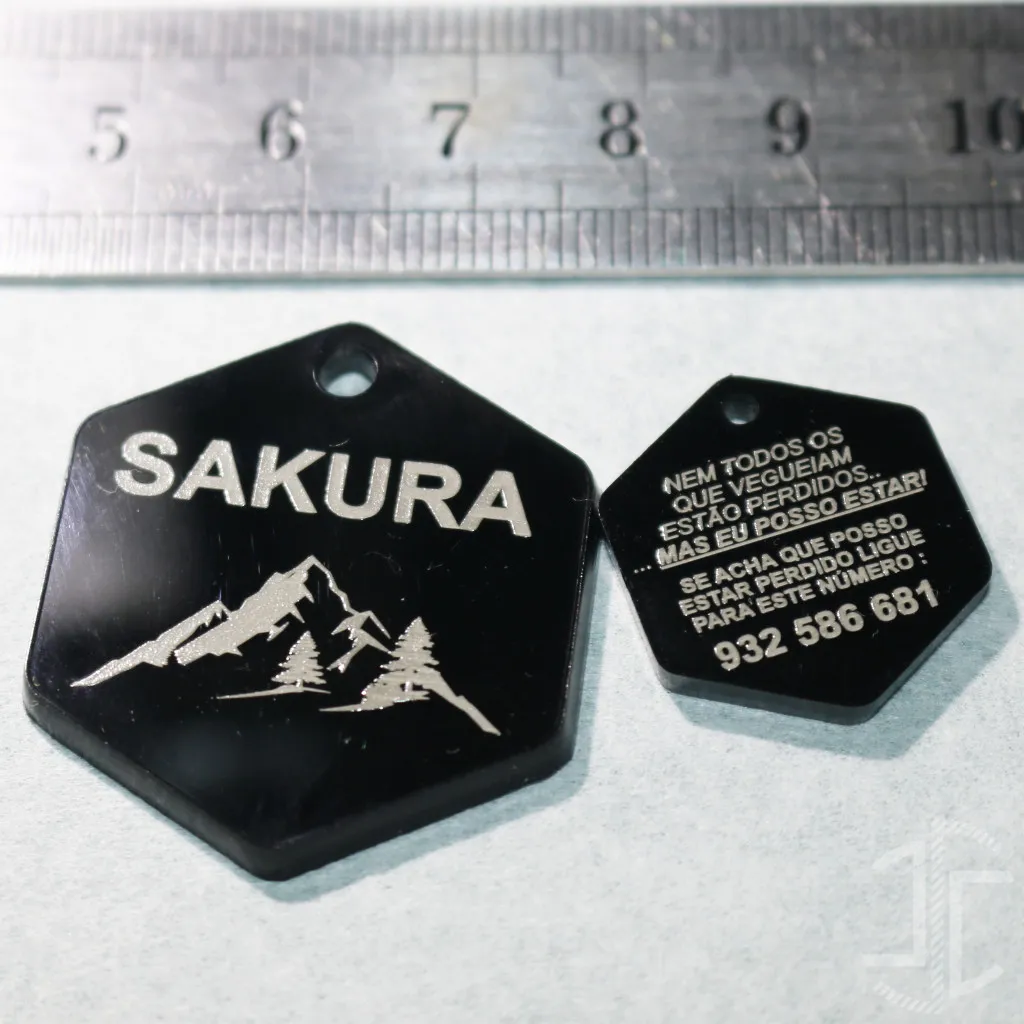 5 6 7 8 9 10
SAKURA
NEM TODOS OS
QUE VEGUEIAM
ESTÃO PERDIDOS..
... MAS EU POSSO ESTAR!
SE ACHA QUE POSSO
ESTAR PERDIDO LIGUE
PARA ESTE NÚMERO :
932 586 681
JC